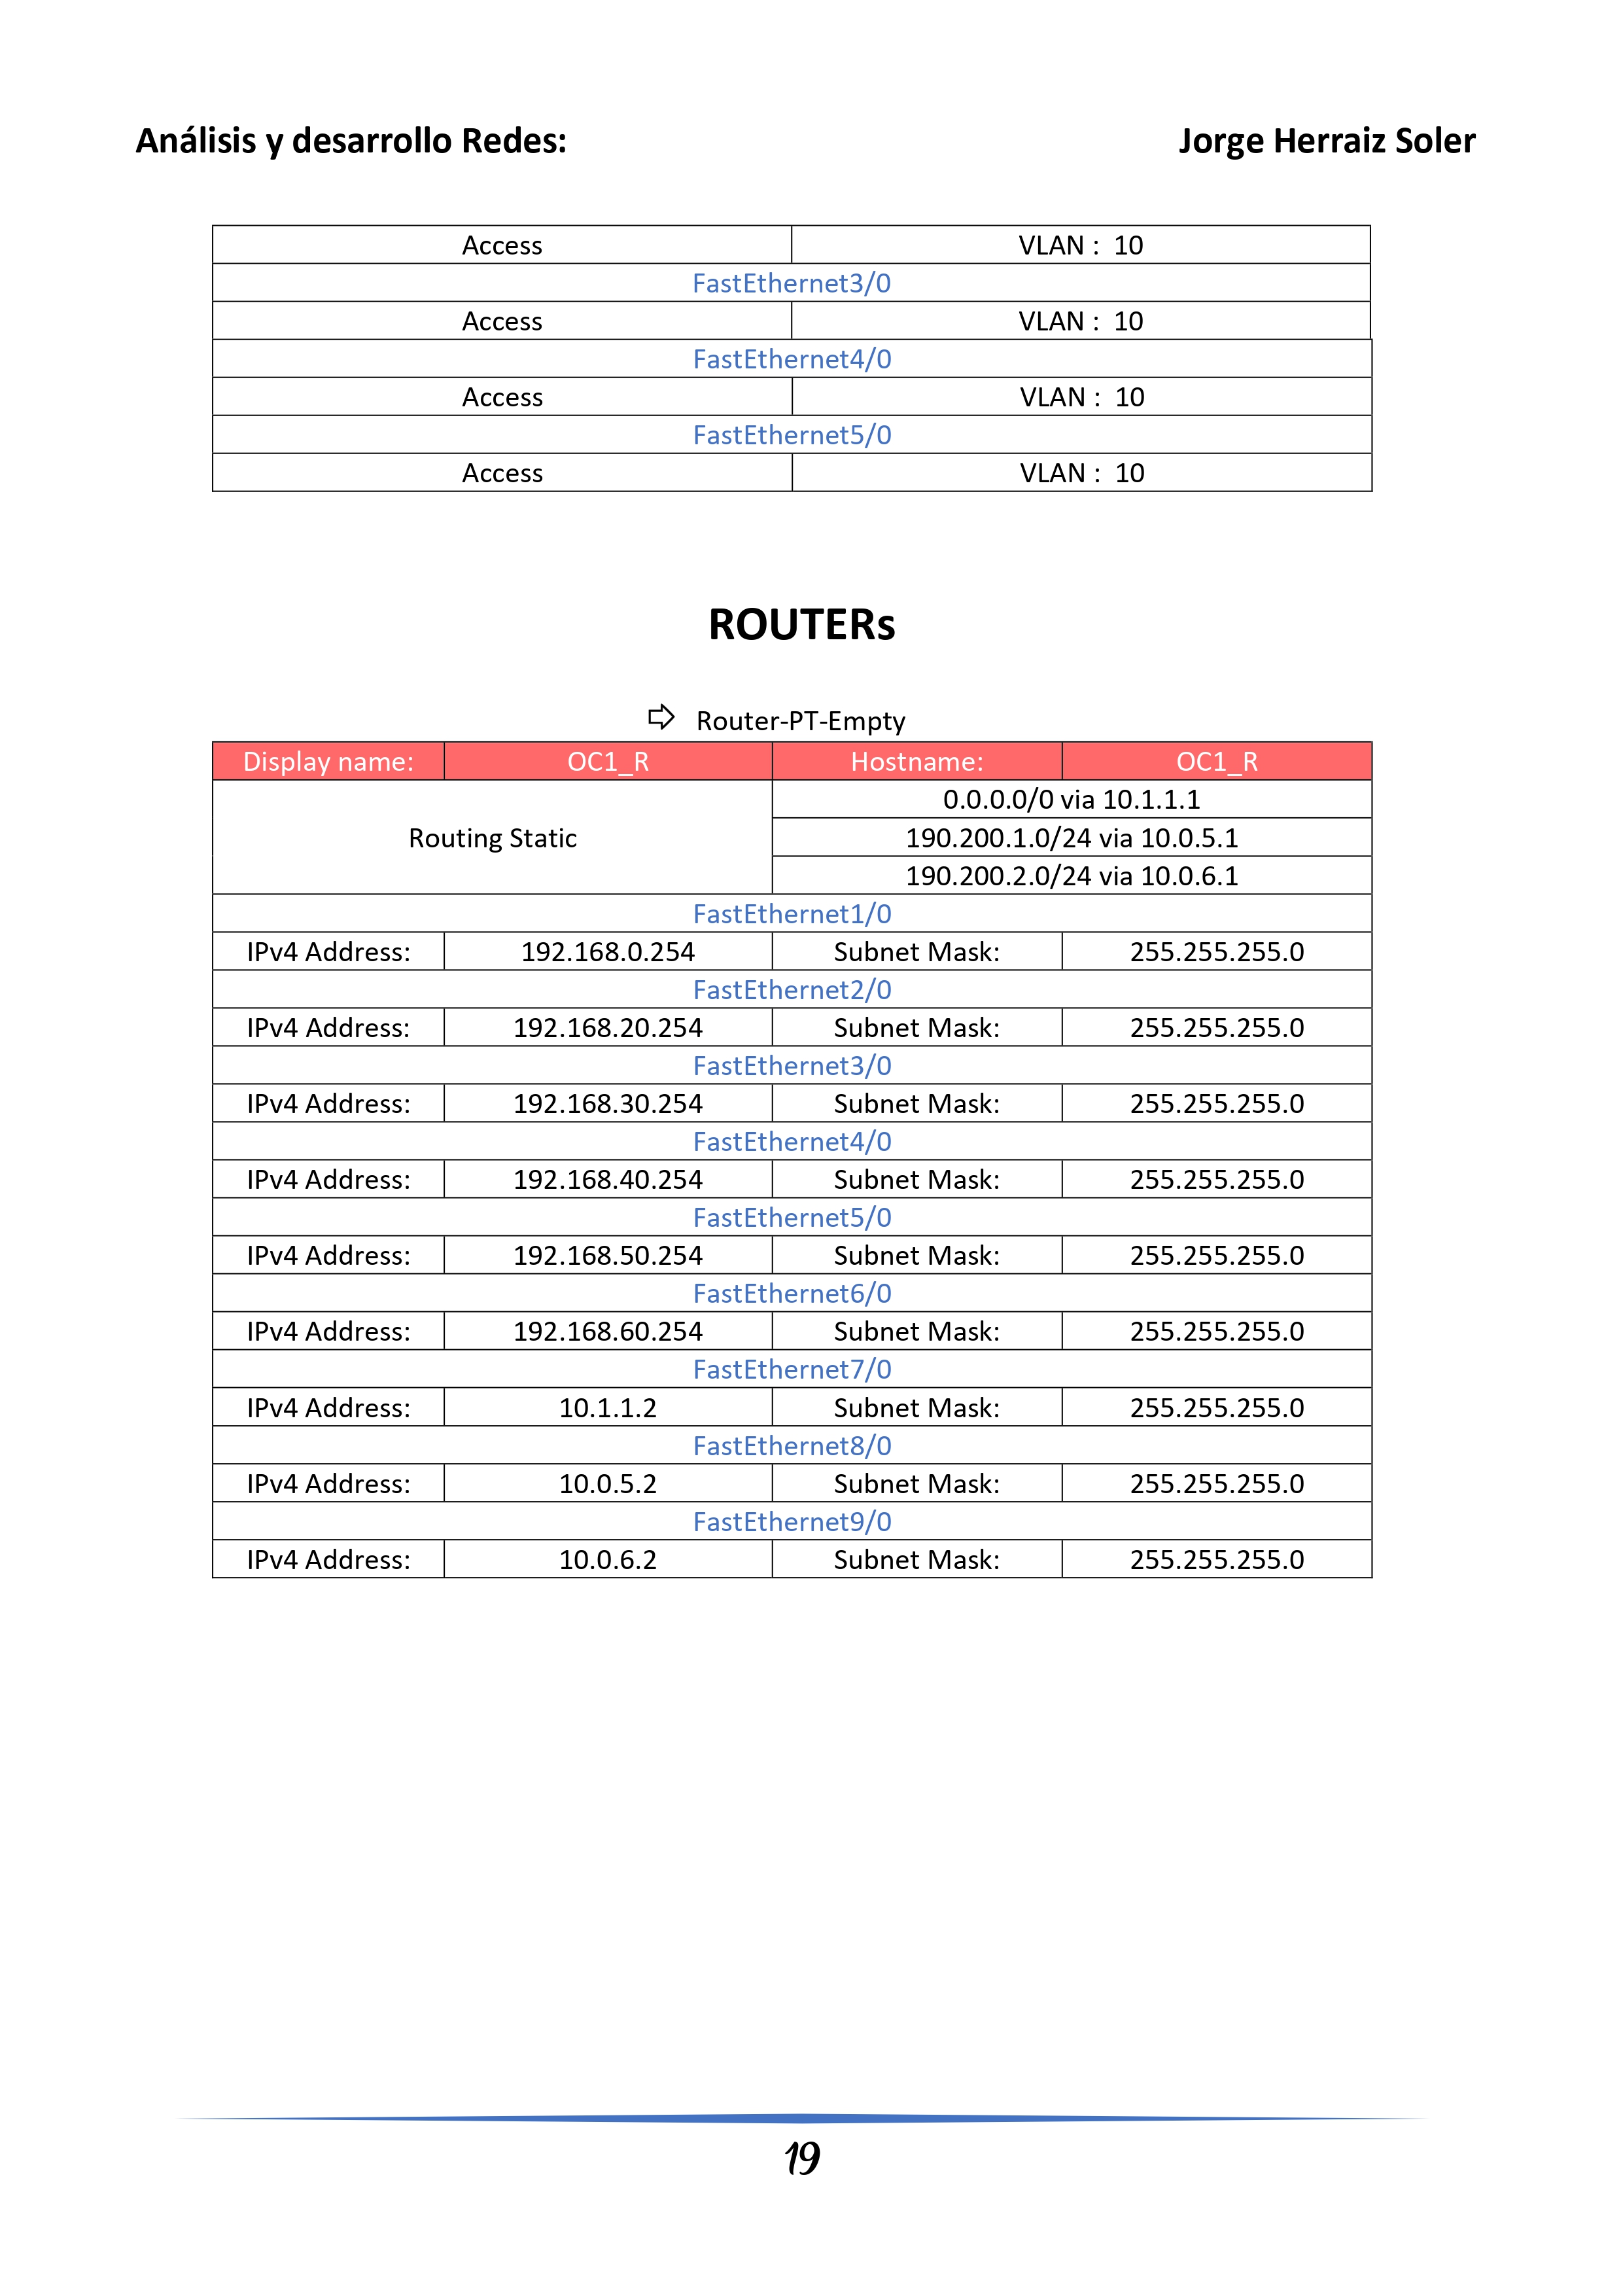 Análisis y desarrollo Redes: Jorge Herraiz Soler
Access VLAN : 10
FastEthernet3/0
Access VLAN : 10
FastEthernet4/0
Access VLAN : 10
FastEthernet5/0
Access VLAN : 10
ROUTERs
⇨ Router-PT-Empty
Display name: OC1_R Hostname: OC1_R
Routing Static
0.0.0.0/0 via 10.1.1.1
190.200.1.0/24 via 10.0.5.1
190.200.2.0/24 via 10.0.6.1
FastEthernet1/0
IPv4 Address: 192.168.0.254 Subnet Mask: 255.255.255.0
FastEthernet2/0
IPv4 Address: 192.168.20.254 Subnet Mask: 255.255.255.0
FastEthernet3/0
IPv4 Address: 192.168.30.254 Subnet Mask: 255.255.255.0
FastEthernet4/0
IPv4 Address: 192.168.40.254 Subnet Mask: 255.255.255.0
FastEthernet5/0
IPv4 Address: 192.168.50.254 Subnet Mask: 255.255.255.0
FastEthernet6/0
IPv4 Address: 192.168.60.254 Subnet Mask: 255.255.255.0
FastEthernet7/0
IPv4 Address: 10.1.1.2 Subnet Mask: 255.255.255.0
FastEthernet8/0
IPv4 Address: 10.0.5.2 Subnet Mask: 255.255.255.0
FastEthernet9/0
IPv4 Address: 10.0.6.2 Subnet Mask: 255.255.255.0
19